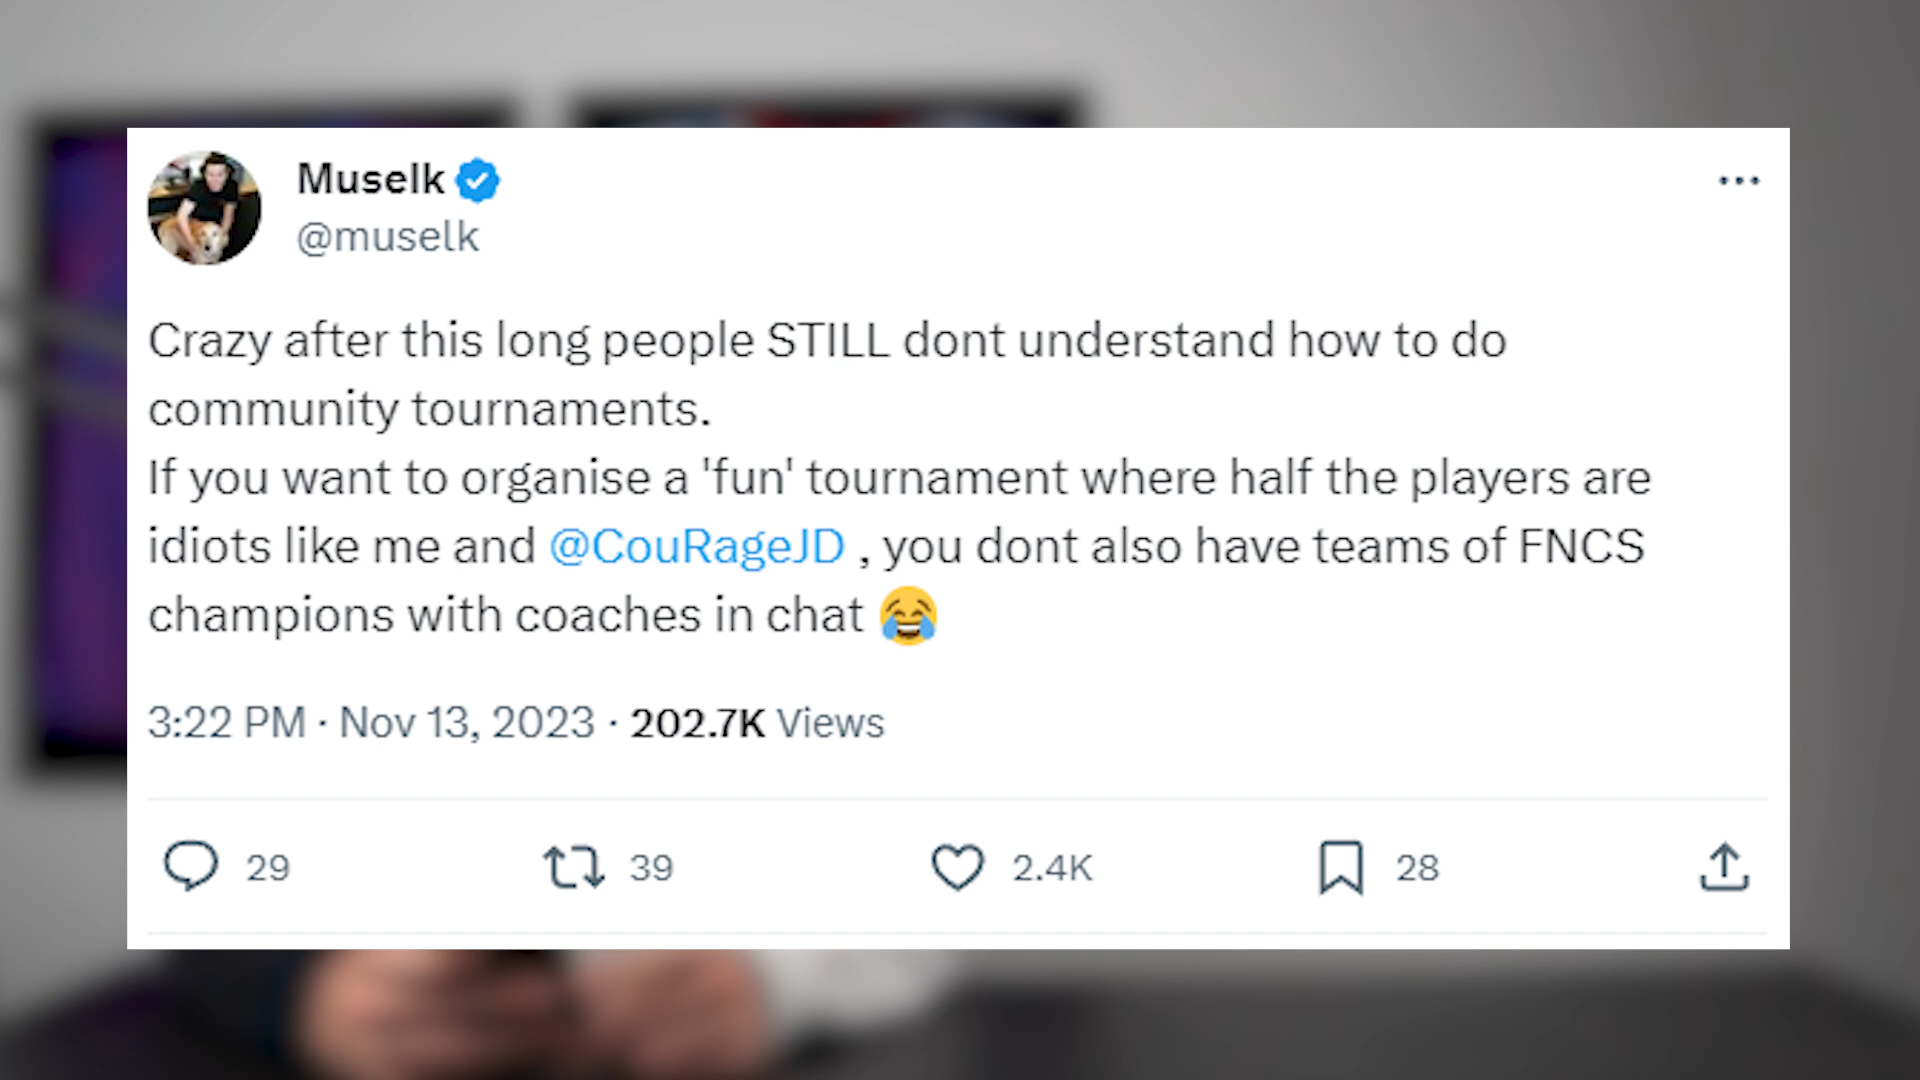 Muselk
@muselk
Crazy after this long people STILL dont understand how to do
community tournaments.
If you want to organise a 'fun' tournament where half the players are
idiots like me and @CouRageJD , you dont also have teams of FNCS
champions with coaches in chat 😂
3:22 PM · Nov 13, 2023 · 202.7K Views
29 39 2.4K 28